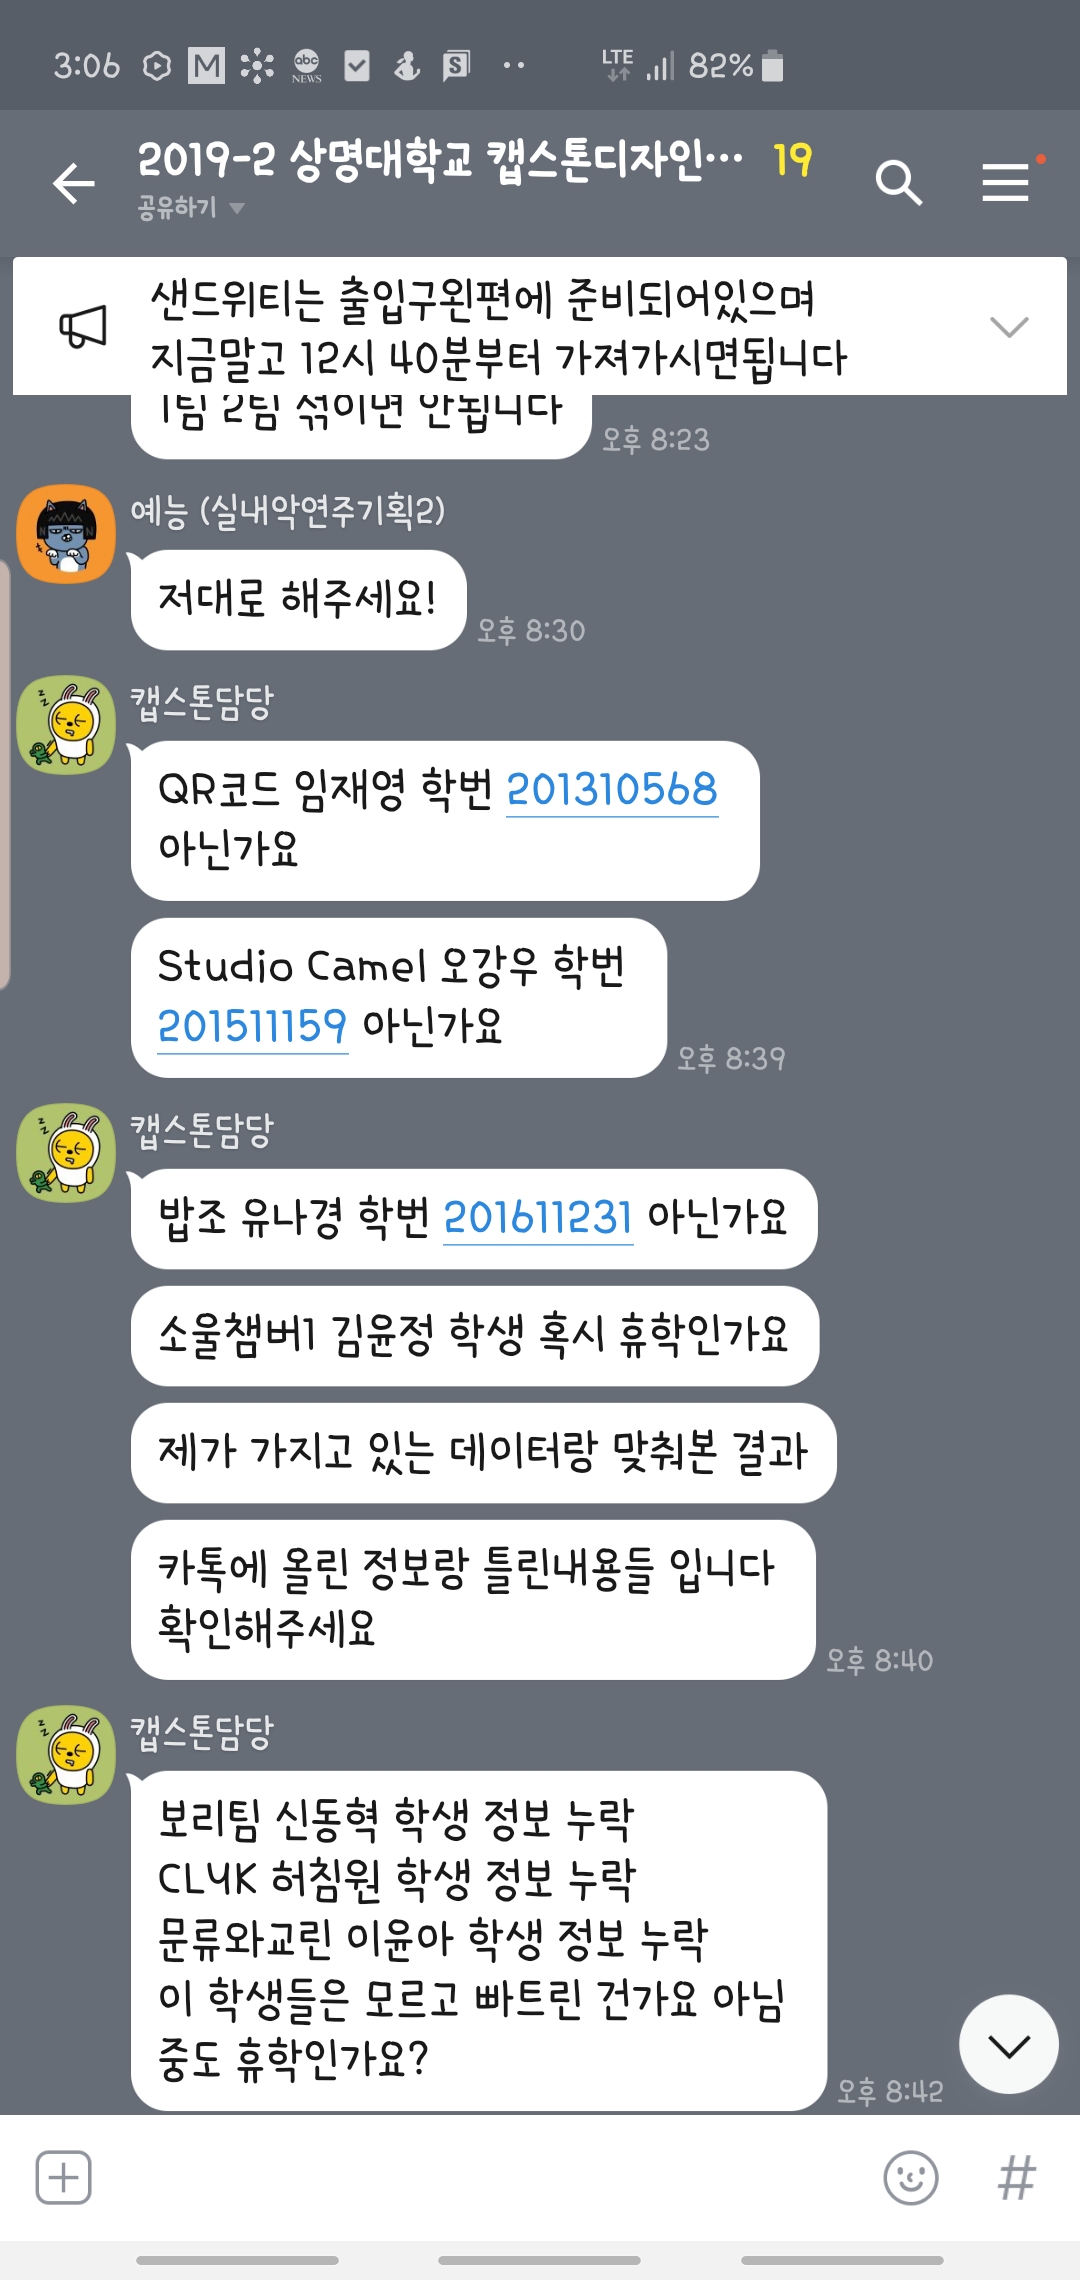 3:06 M abc NEWS S LTE 82%
2019-2 상명대학교 캡스톤디자인... 19
공유하기
샌드위티는 출입구왼편에 준비되어있으며
지금말고 12시 40분부터 가져가시면됩니다
1팀 2팀 섞이면 안됩니다
오후 8:23
예능 (실내악연주기획2)
저대로 해주세요!
오후 8:30
캡스톤담당
QR코드 임재영 학번 201310568
아닌가요
Studio Camel 오강우 학번
201511159 아닌가요
오후 8:39
캡스톤담당
밥조 유나경 학번 201611231 아닌가요
소울챔버1 김윤정 학생 혹시 휴학인가요
제가 가지고 있는 데이터랑 맞춰본 결과
카톡에 올린 정보랑 틀린내용들 입니다
확인해주세요
오후 8:40
캡스톤담당
보리팀 신동혁 학생 정보 누락
CLYK 허침원 학생 정보 누락
문류와교린 이윤아 학생 정보 누락
이 학생들은 모르고 빠트린 건가요 아님
중도 휴학인가요?
오후 8:42
#